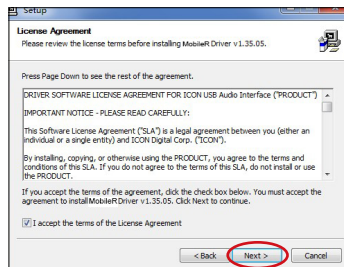 Setup
License Agreement
Please review the license terms before installing MobileR Driver v1.35.05.
Press Page Down to see the rest of the agreement.
DRIVER SOFTWARE LICENSE AGREEMENT FOR ICON USB Audio Interface ("PRODUCT")
IMPORTANT NOTICE - PLEASE READ CAREFULLY:
This Software License Agreement ("SLA") is a legal agreement between you (either an
individual or a single entity) and ICON Digital Corp. ("ICON").
By installing, copying, or otherwise using the PRODUCT, you agree to the terms and
conditions of this SLA. If you do not agree to the terms of this SLA, do not install or use
the PRODUCT.
If you accept the terms of the agreement, click the check box below. You must accept the
agreement to install MobileR Driver v1.35.05. Click Next to continue.
I accept the terms of the License Agreement
< Back Next > Cancel